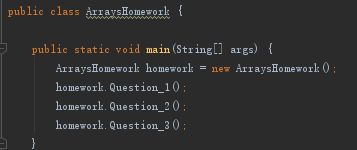 public class ArraysHomework {
public static void main(String[] args) {
ArraysHomework homework = new ArraysHomework();
homework.Question_1();
homework.Question_2();
homework.Question_3();
}